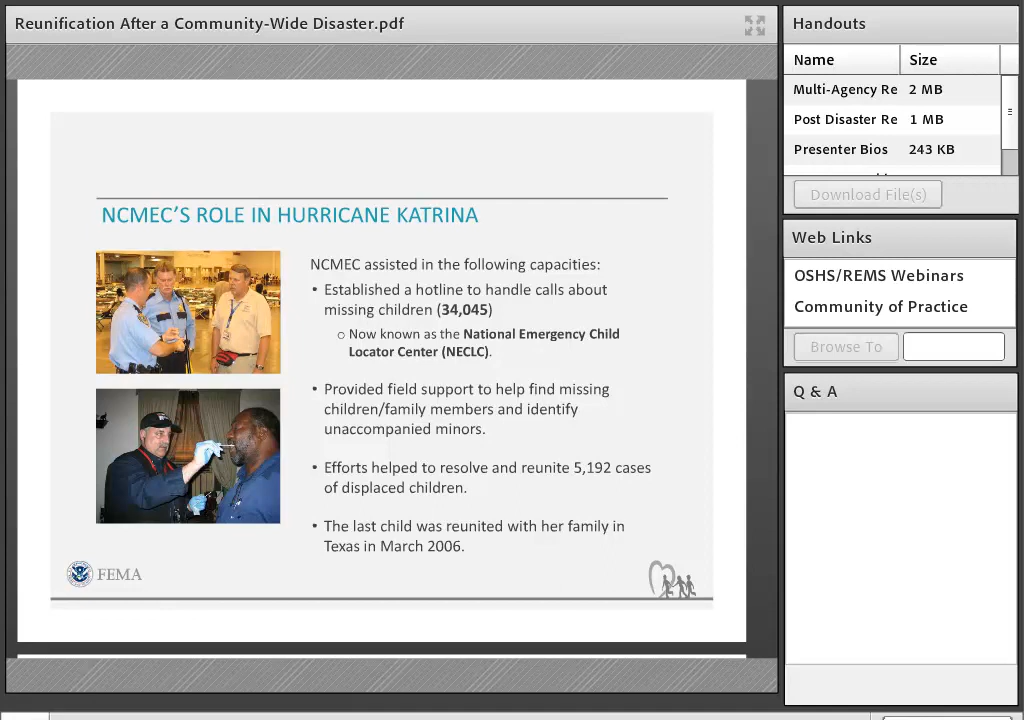 Reunification After a Community-Wide Disaster.pdf
NCMEC’S ROLE IN HURRICANE KATRINA
NCMEC assisted in the following capacities:
• Established a hotline to handle calls about
missing children (34,045)
o Now known as the National Emergency Child
Locator Center (NECLC).
• Provided field support to help find missing
children/family members and identify
unaccompanied minors.
• Efforts helped to resolve and reunite 5,192 cases
of displaced children.
• The last child was reunited with her family in
Texas in March 2006.
FEMA
Handouts
Name Size
Multi-Agency Re 2 MB
Post Disaster Re 1 MB
Presenter Bios 243 KB
Download File(s)
Web Links
OSHS/REMS Webinars
Community of Practice
Browse To
Q & A